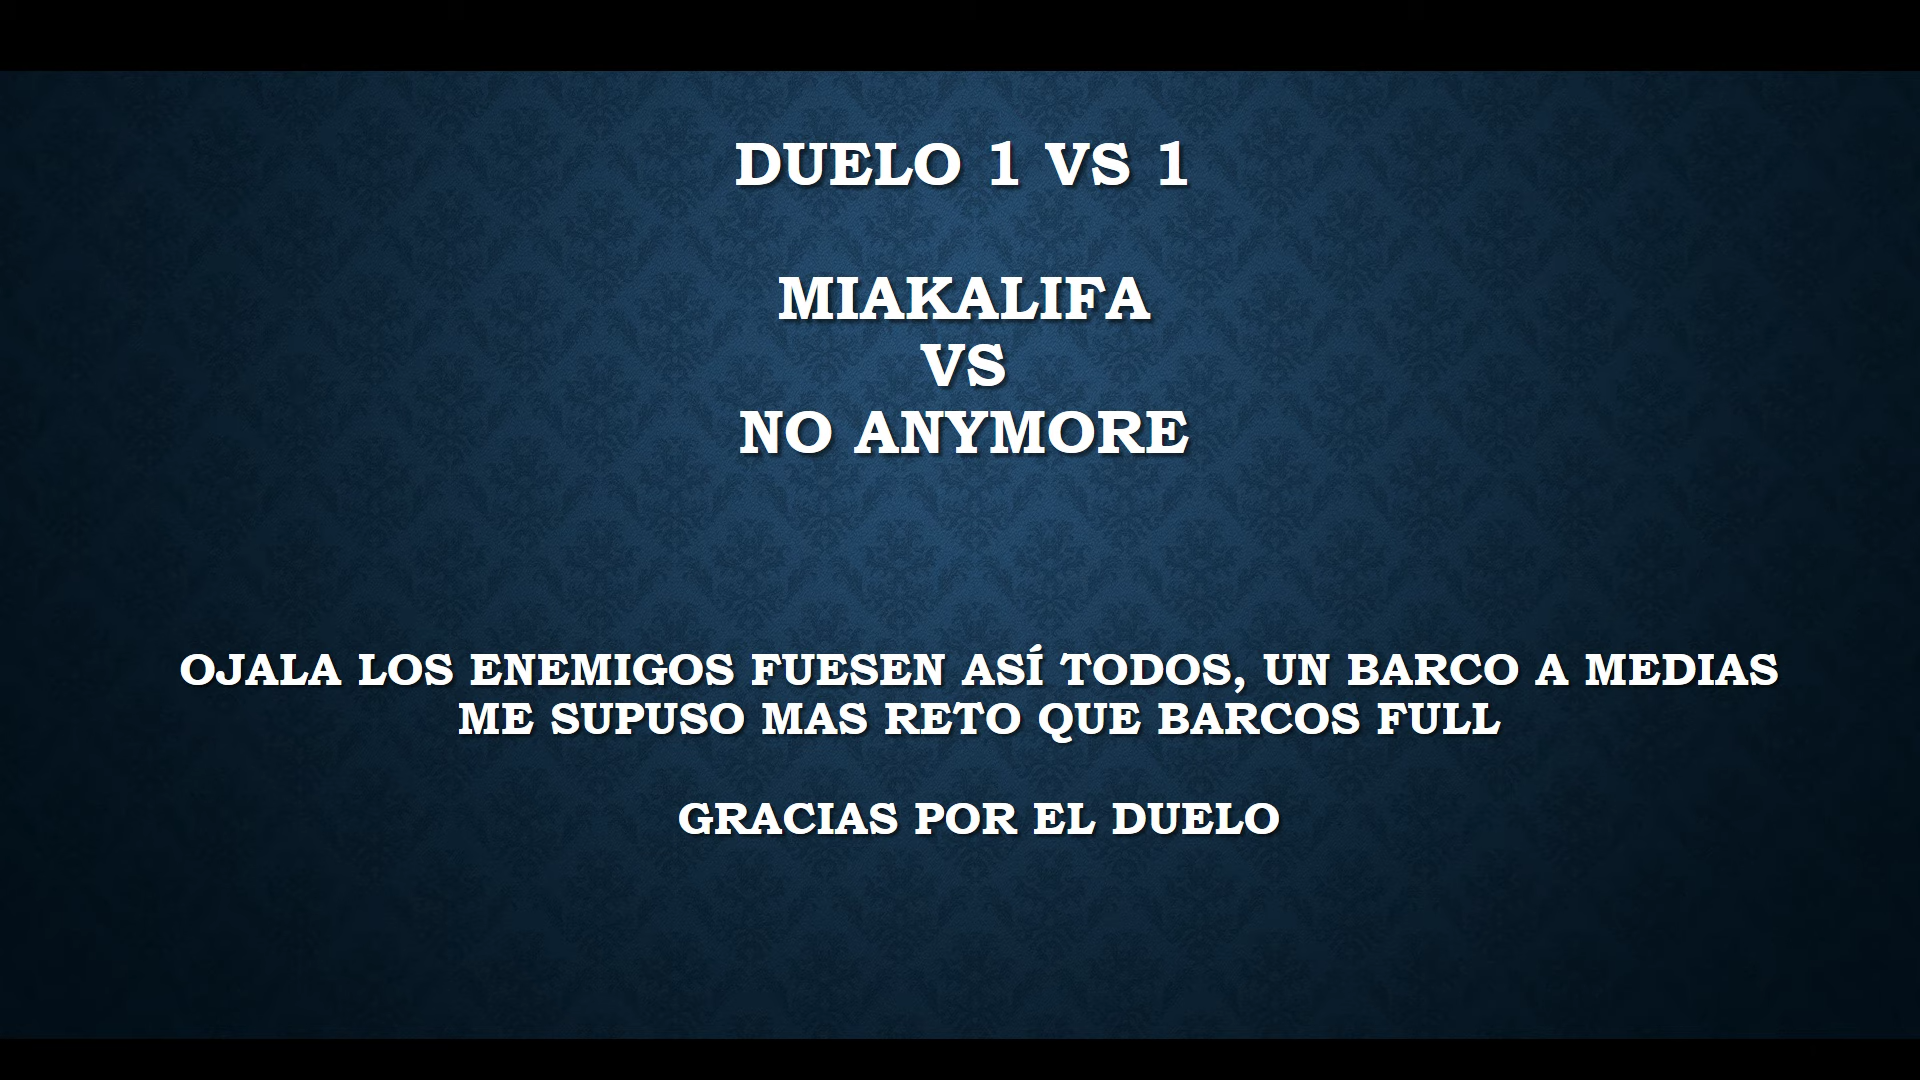 DUELO 1 VS 1
MIAKALIFA
VS
NO ANYMORE
OJALA LOS ENEMIGOS FUESEN ASÍ TODOS, UN BARCO A MEDIAS
ME SUPUSO MAS RETO QUE BARCOS FULL
GRACIAS POR EL DUELO